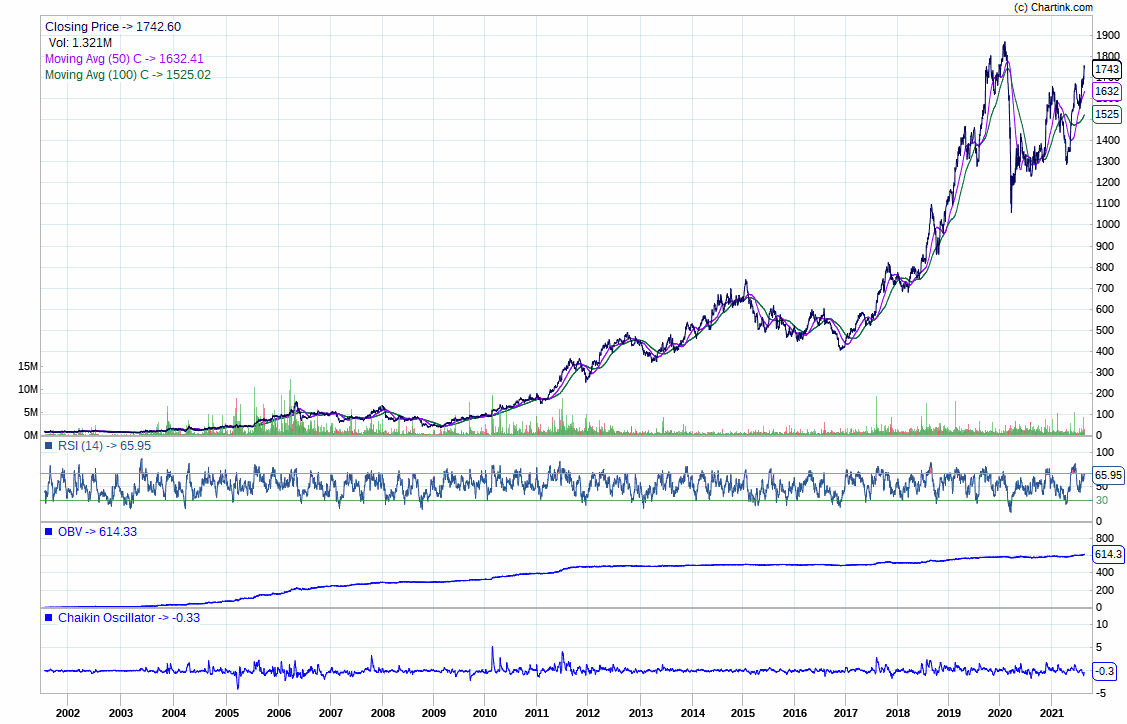 (c) Chartink.com
Closing Price -> 1742.60
Vol: 1.321M
Moving Avg (50) C -> 1632.41
Moving Avg (100) C -> 1525.02
1900
1800
1743
1632
1525
1400
1300
1200
1100
1000
900
800
700
600
500
400
300
200
100
0
15M
10M
5M
0M
RSI (14) -> 65.95
100
65.95
50
30
0
OBV -> 614.33
800
614.3
400
200
0
Chaikin Oscillator -> -0.33
10
5
-0.3
-5
2002 2003 2004 2005 2006 2007 2008 2009 2010 2011 2012 2013 2014 2015 2016 2017 2018 2019 2020 2021